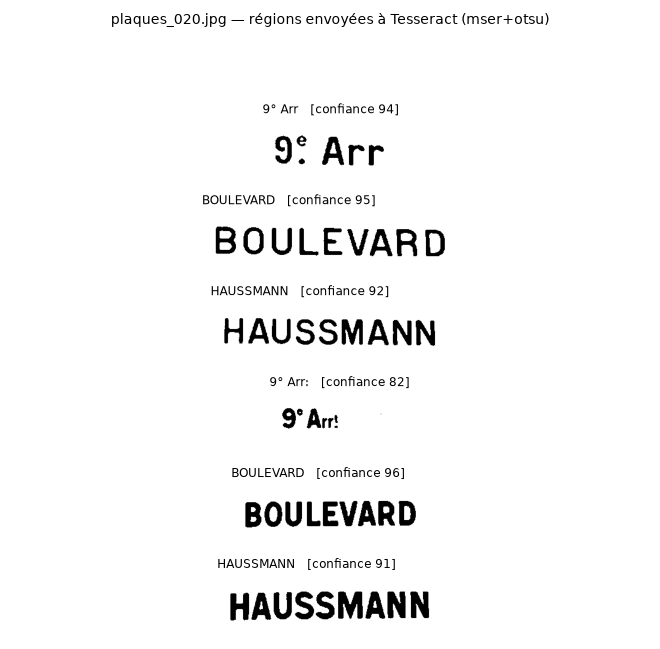 plaques_020.jpg — régions envoyées à Tesseract (mser+otsu)
9° Arr [confiance 94]
9e. Arr
BOULEVARD [confiance 95]
BOULEVARD
HAUSSMANN [confiance 92]
HAUSSMANN
9° Arr: [confiance 82]
9e Arrt
BOULEVARD [confiance 96]
BOULEVARD
HAUSSMANN [confiance 91]
HAUSSMANN